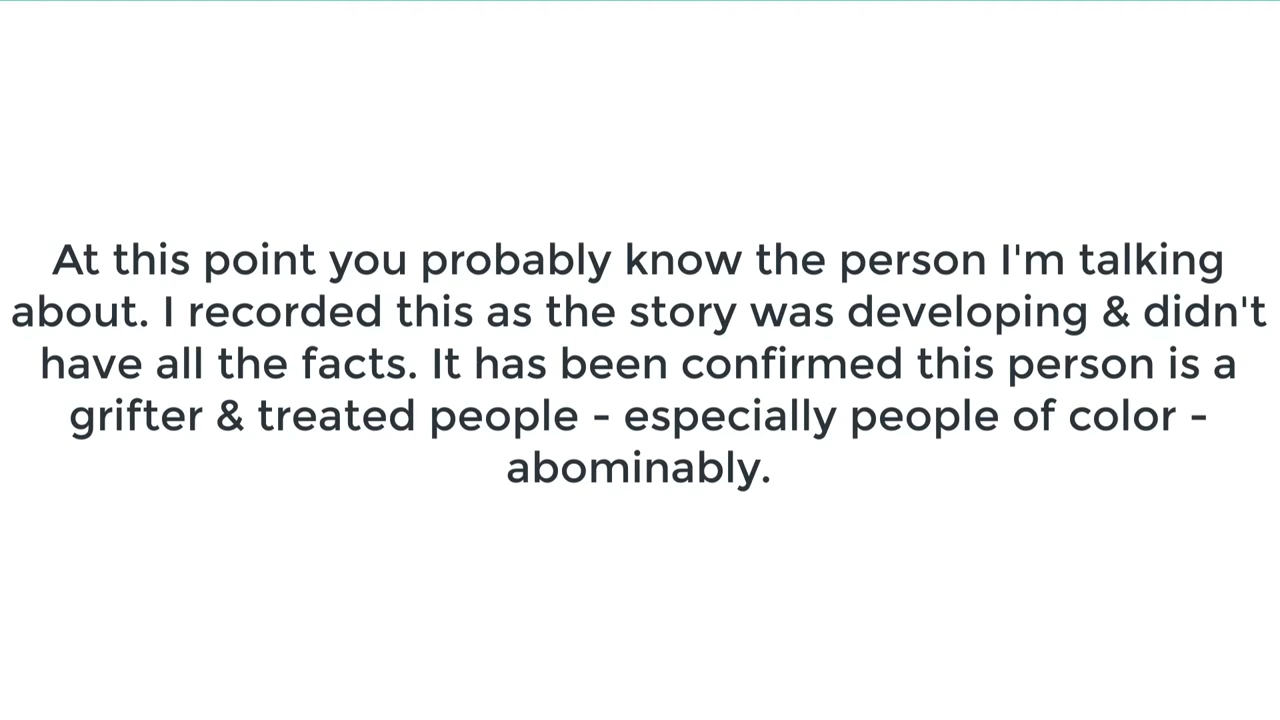 At this point you probably know the person I'm talking
about. I recorded this as the story was developing & didn't
have all the facts. It has been confirmed this person is a
grifter & treated people - especially people of color -
abominably.